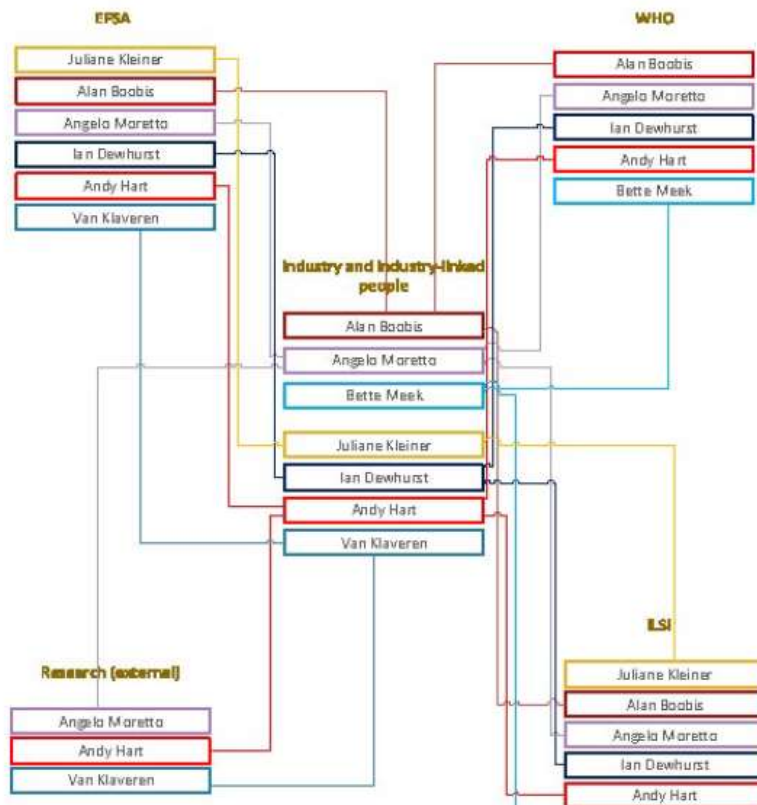 EFSA
Juliane Kleiner
Alan Boobis
Angelo Moretto
Ian Dewhurst
Andy Hart
Van Klaveren
WHO
Alan Boobis
Angelo Moretto
Ian Dewhurst
Andy Hart
Bette Meek
Industry and industry-linked
people
Alan Boobis
Angelo Moretto
Bette Meek
Juliane Kleiner
Ian Dewhurst
Andy Hart
Van Klaveren
Research (external)
Angelo Moretto
Andy Hart
Van Klaveren
ILSI
Juliane Kleiner
Alan Boobis
Angelo Moretto
Ian Dewhurst
Andy Hart